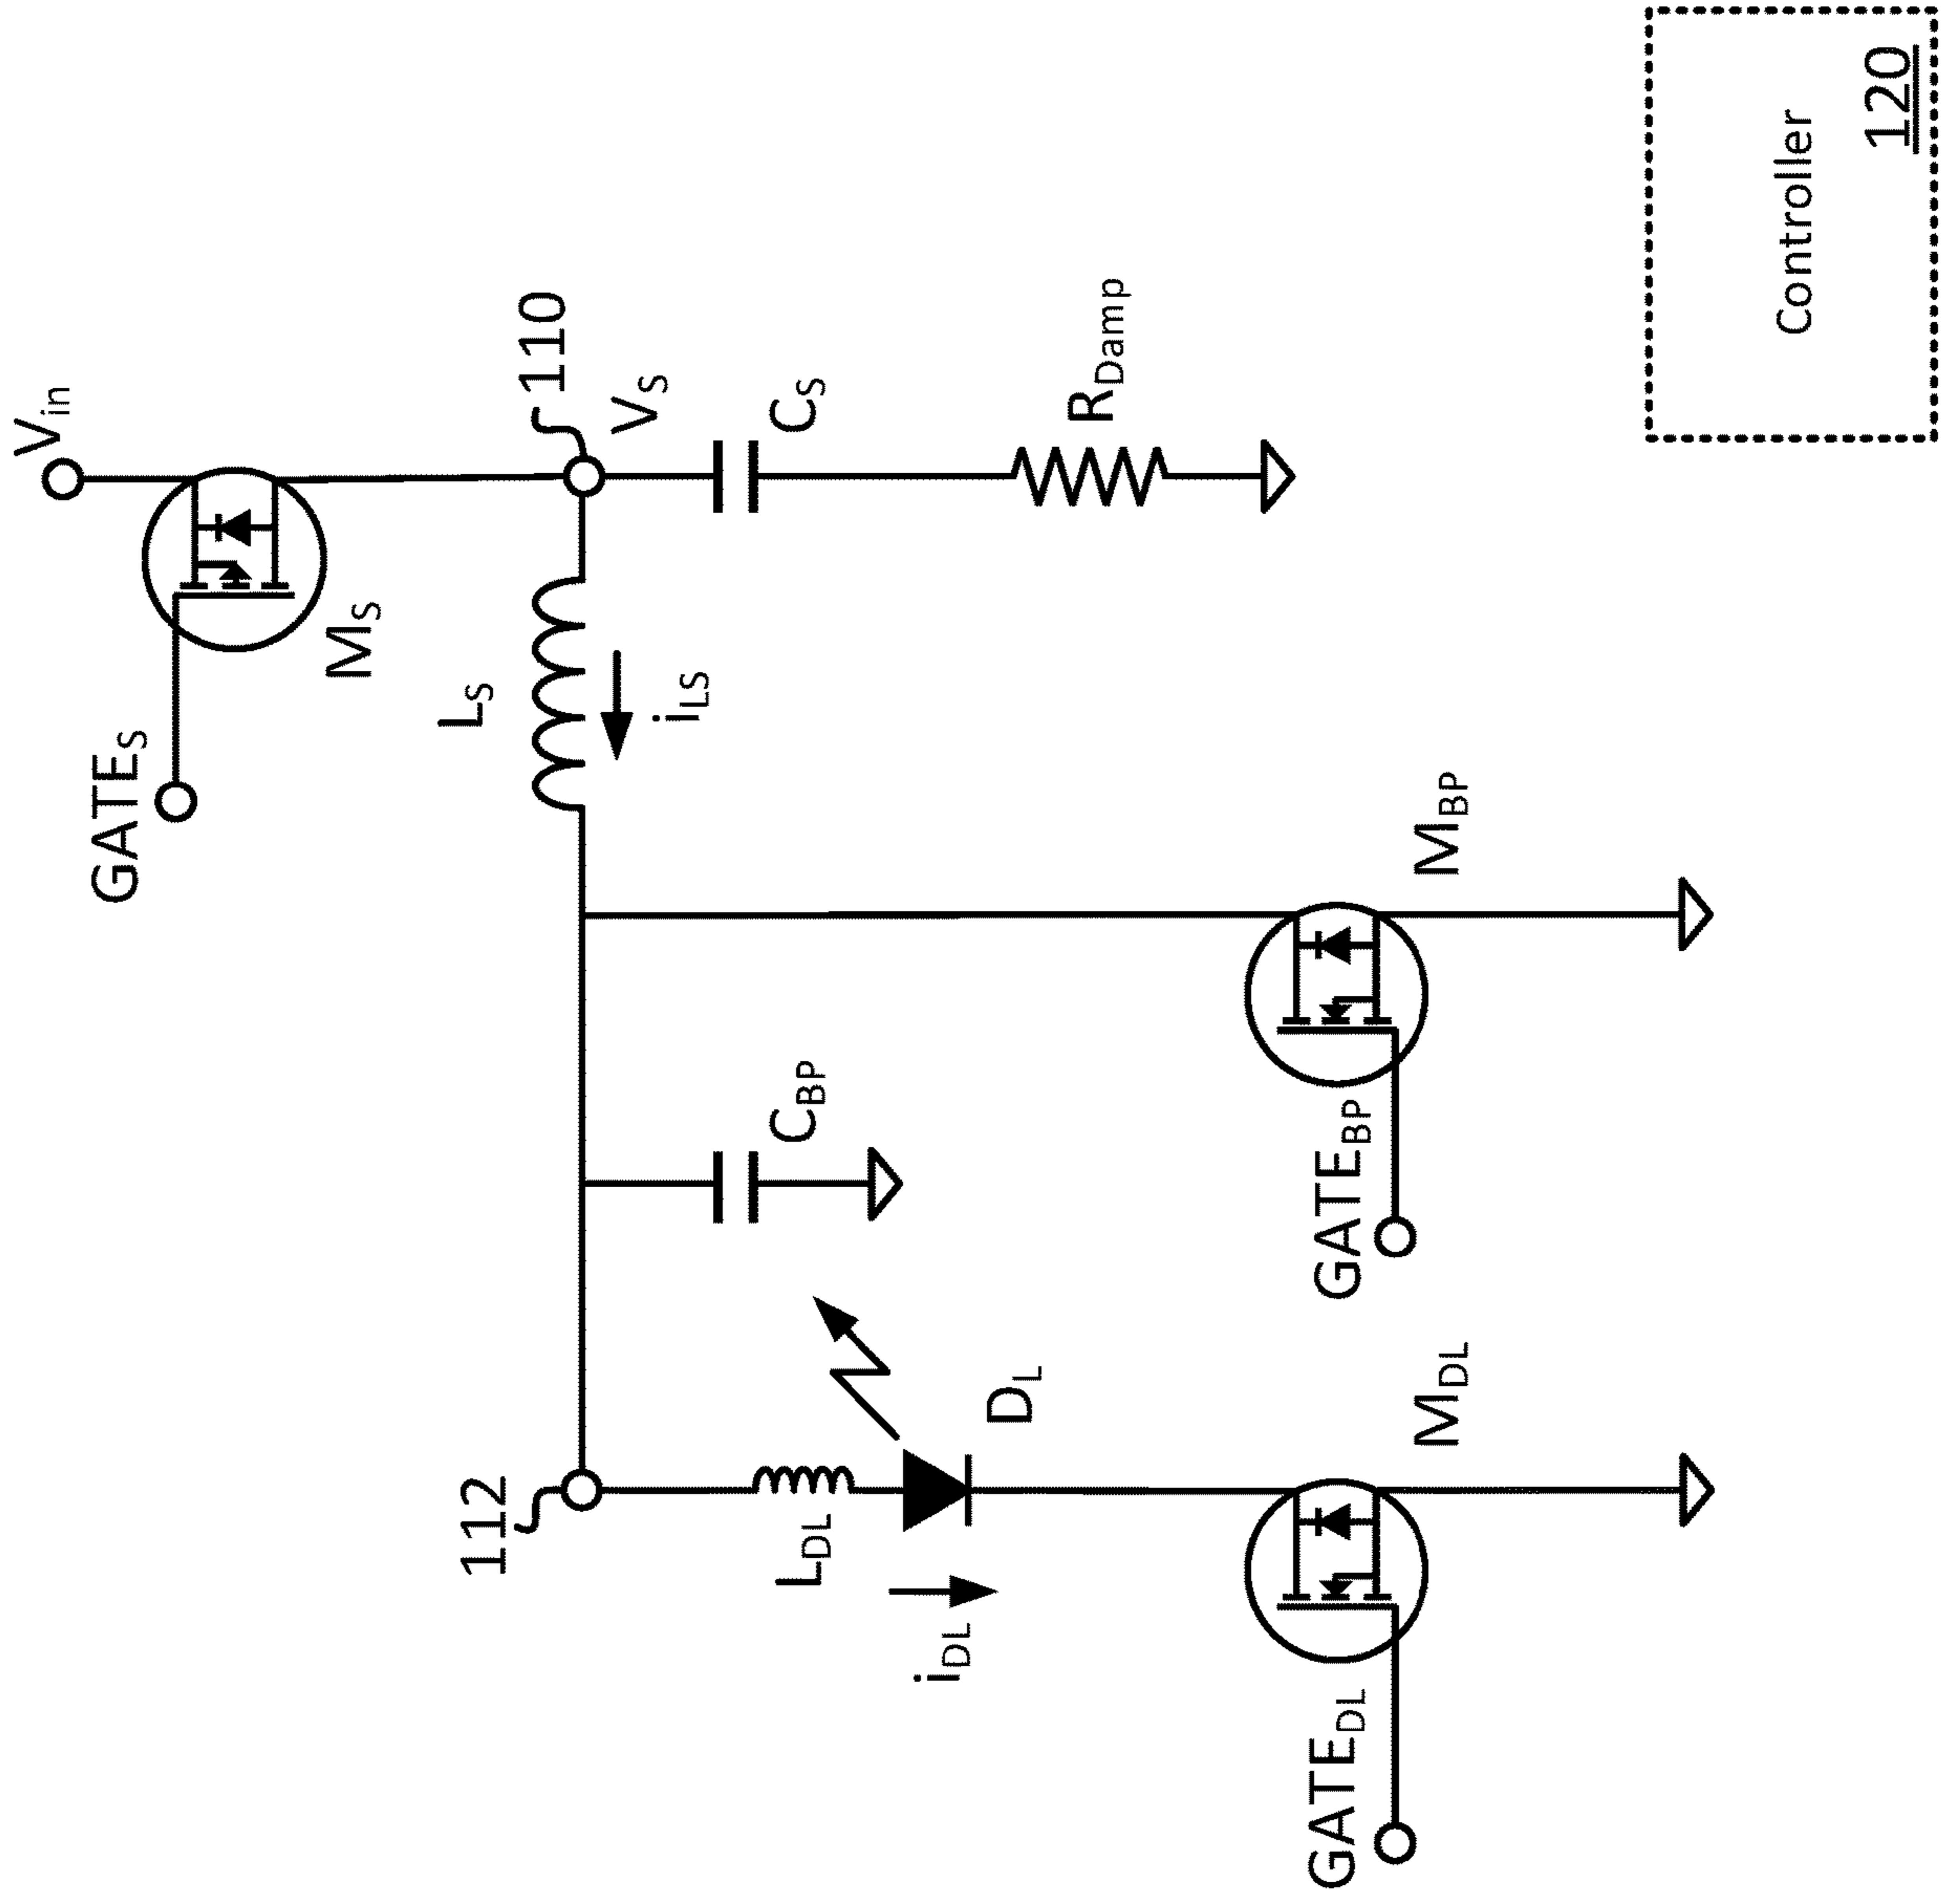 Vin
GATES
MS
110
VS
LS
iLS
CS
RDamp
112
CBP
LDL
iDL
DL
GATEBP
MBP
GATEDL
MDL
Controller
120